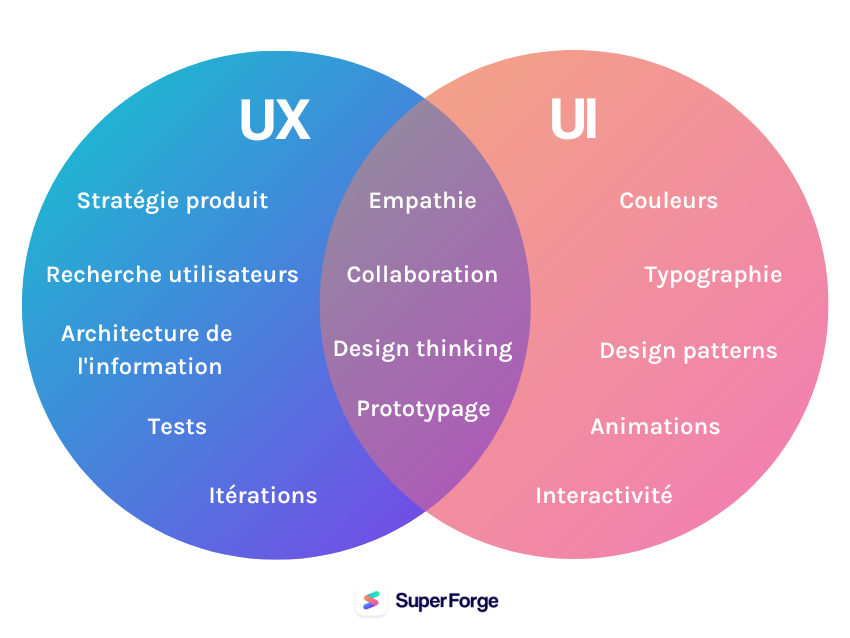 UX
UI
Stratégie produit
Empathie
Couleurs
Recherche utilisateurs
Collaboration
Typographie
Architecture de
l'information
Design thinking
Design patterns
Prototypage
Tests
Animations
Itérations
Interactivité
SuperForge